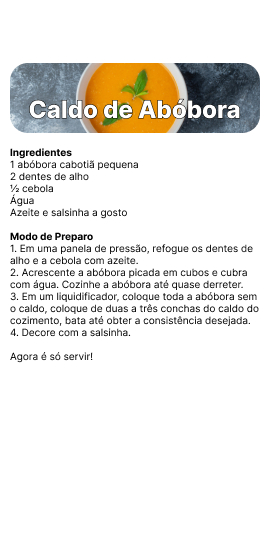 Caldo de Abóbora
Ingredientes
1 abóbora cabotiã pequena
2 dentes de alho
½ cebola
Água
Azeite e salsinha a gosto
Modo de Preparo
1. Em uma panela de pressão, refogue os dentes de
alho e a cebola com azeite.
2. Acrescente a abóbora picada em cubos e cubra
com água. Cozinhe a abóbora até quase derreter.
3. Em um liquidificador, coloque toda a abóbora sem
o caldo, coloque de duas a três conchas do caldo do
cozimento, bata até obter a consistência desejada.
4. Decore com a salsinha.
Agora é só servir!